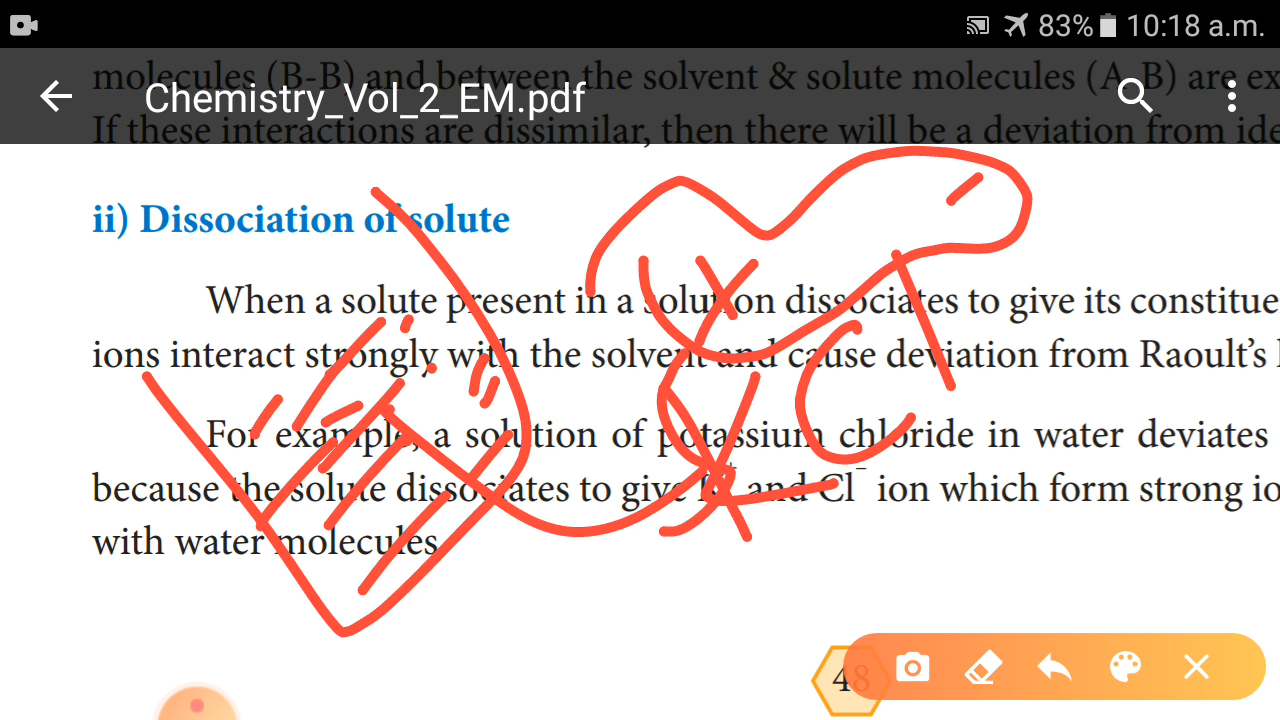 83% 10:18 a.m.
molecules (B-B) and between the solvent & solute molecules (A-B) are ex
Chemistry_Vol_2_EM.pdf
If these interactions are dissimilar, then there will be a deviation from ide
ii) Dissociation of solute
When a solute present in a solution dissociates to give its constitue
ions interact strongly with the solvent and cause deviation from Raoult's l
For example, a solution of potassium chloride in water deviates
because the solute dissociates to give K⁺ and Cl⁻ ion which form strong io
with water molecules.
48